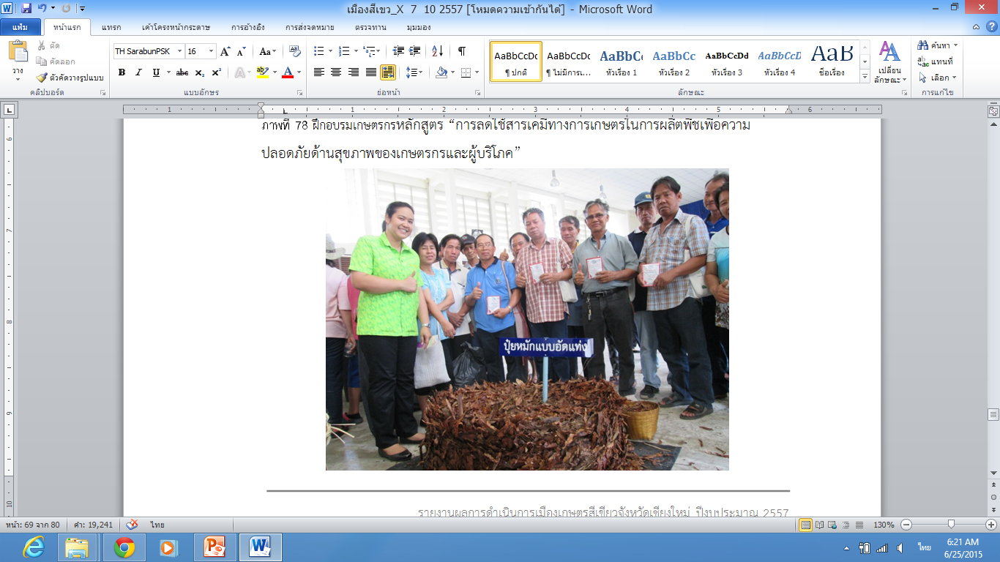 เมืองสีเขว_X 7 10 2557 [โหมดความเข้ากันได้] - Microsoft Word
แฟ้ม หน้าแรก แทรก เค้าโครงหน้ากระดาษ การอ้างอิง การส่งจดหมาย ตรวจทาน มุมมอง
วาง
ตัด
คัดลอก
ตัวคัดวางรูปแบบ
คลิปบอร์ด
TH SarabunPSK 16
แบบอักษร
ย่อหน้า
AaBbCcDc AaBbCcDc AaBbCc AaBbCc AaBbCcDd AaBbCcD AaB
¶ ปกติ ¶ ไม่มีการเ... หัวเรื่อง 1 หัวเรื่อง 2 หัวเรื่อง 3 หัวเรื่อง 4 ชื่อเรื่อง
ลักษณะ
เปลี่ยนลักษณะ
ค้นหา
แทนที่
เลือก
การแก้ไข
ภาพที่ 78 ฝึกอบรมเกษตรกรหลักสูตร “การลดใช้สารเคมีทางการเกษตรในการผลิตพืชเพื่อความ
ปลอดภัยด้านสุขภาพของเกษตรกรและผู้บริโภค”
ปุ๋ยหมักแบบอัดแท่ง
รายงานผลการดำเนินการเมืองเกษตรสีเขียวจังหวัดเชียงใหม่ ปีงบประมาณ 2557
หน้า: 69 จาก 80 คำ: 19,241 ไทย 130%
ไทย 6:21 AM
6/25/2015